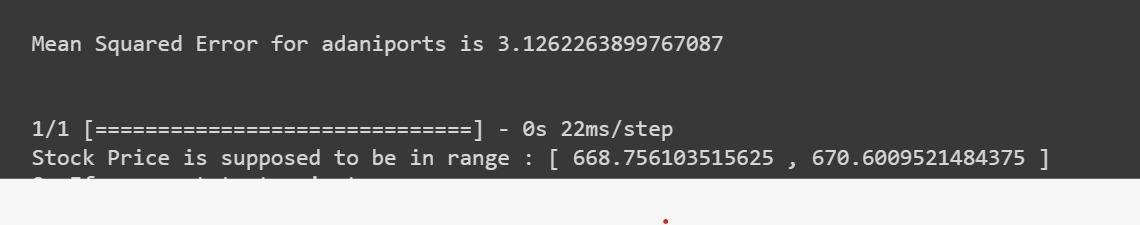 Mean Squared Error for adaniports is 3.1262263899767087
1/1 [==============================] - 0s 22ms/step
Stock Price is supposed to be in range : [ 668.756103515625 , 670.6009521484375 ]